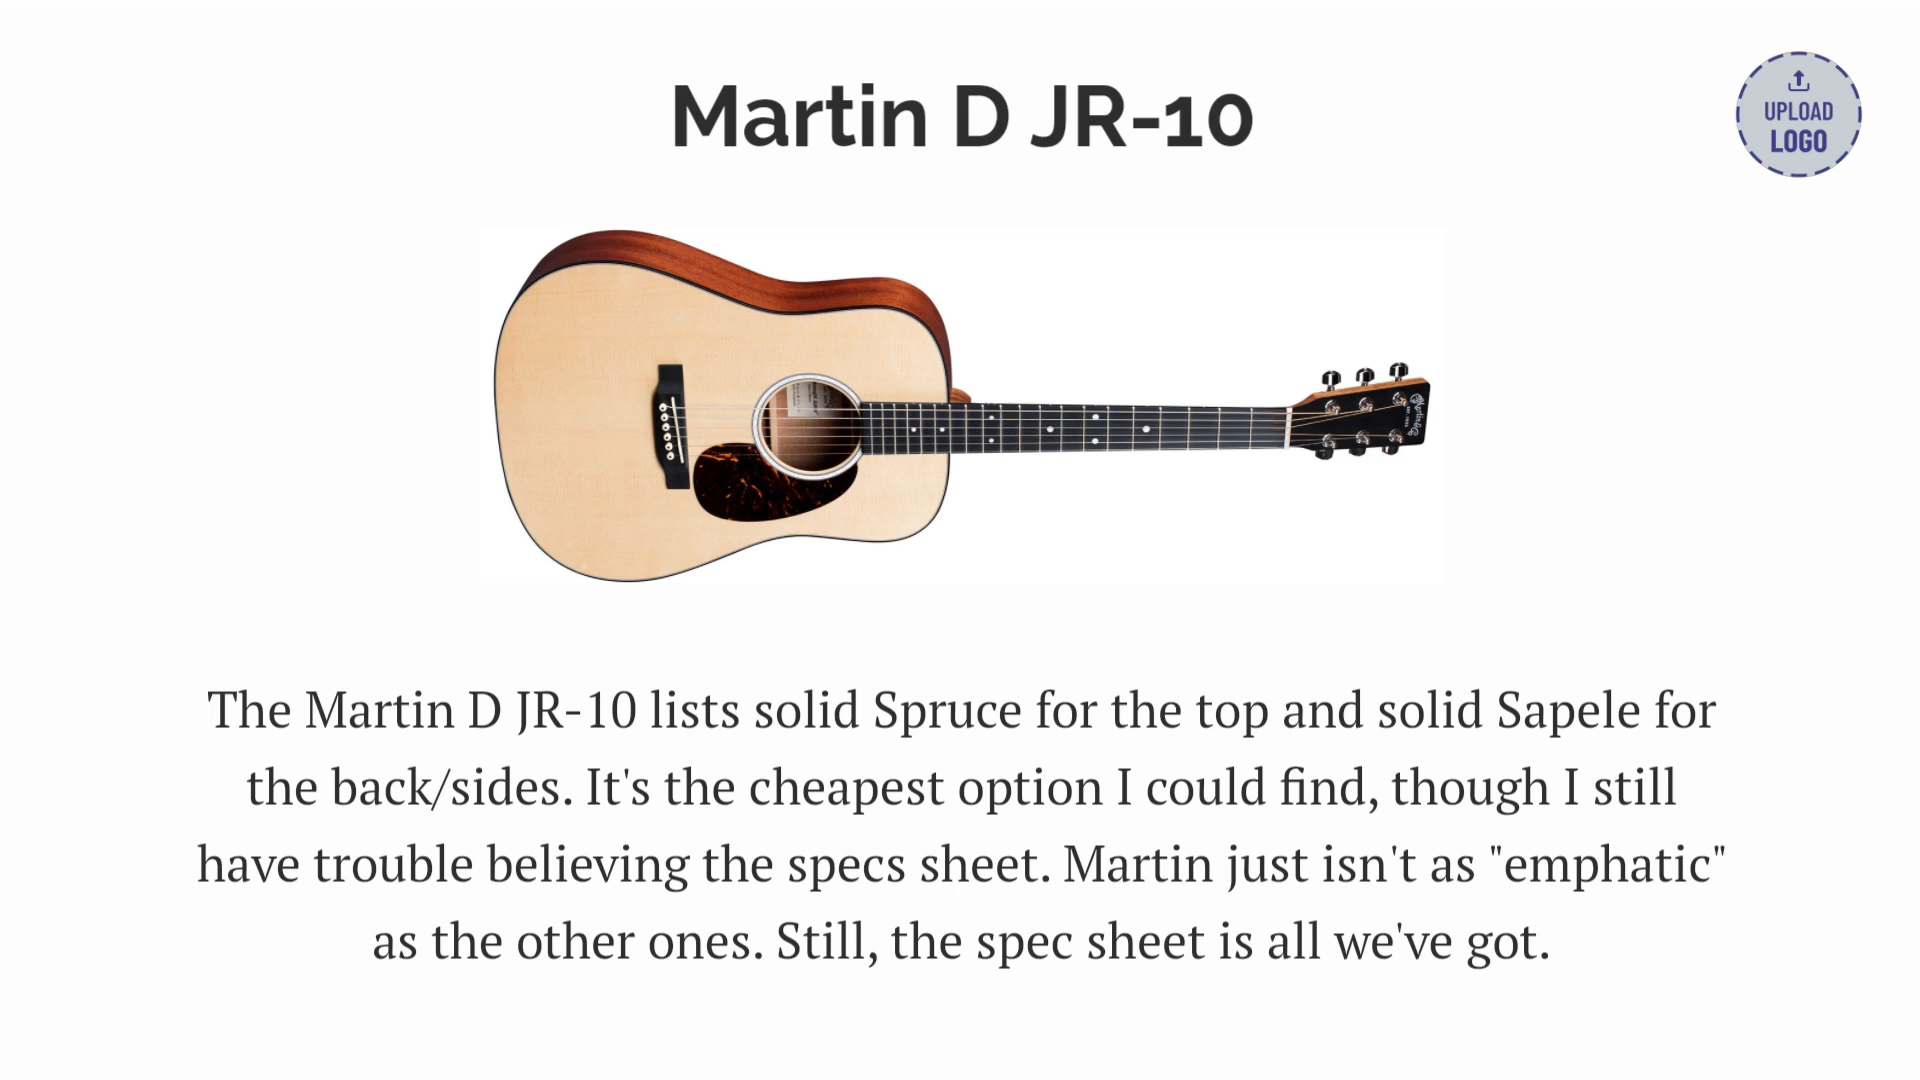 Martin D JR-10
UPLOAD
LOGO
The Martin D JR-10 lists solid Spruce for the top and solid Sapele for
the back/sides. It's the cheapest option I could find, though I still
have trouble believing the specs sheet. Martin just isn't as "emphatic"
as the other ones. Still, the spec sheet is all we've got.